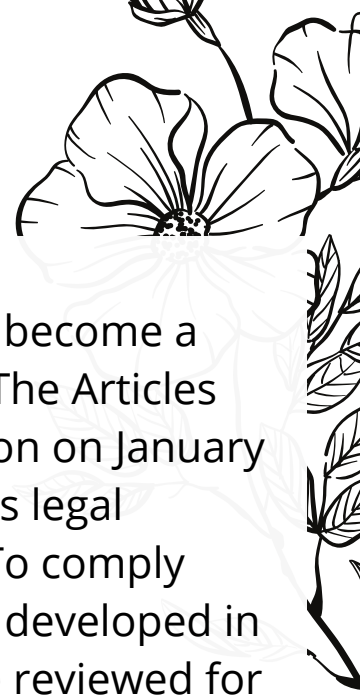 become a
The Articles
on on January
s legal
To comply
developed in
reviewed for